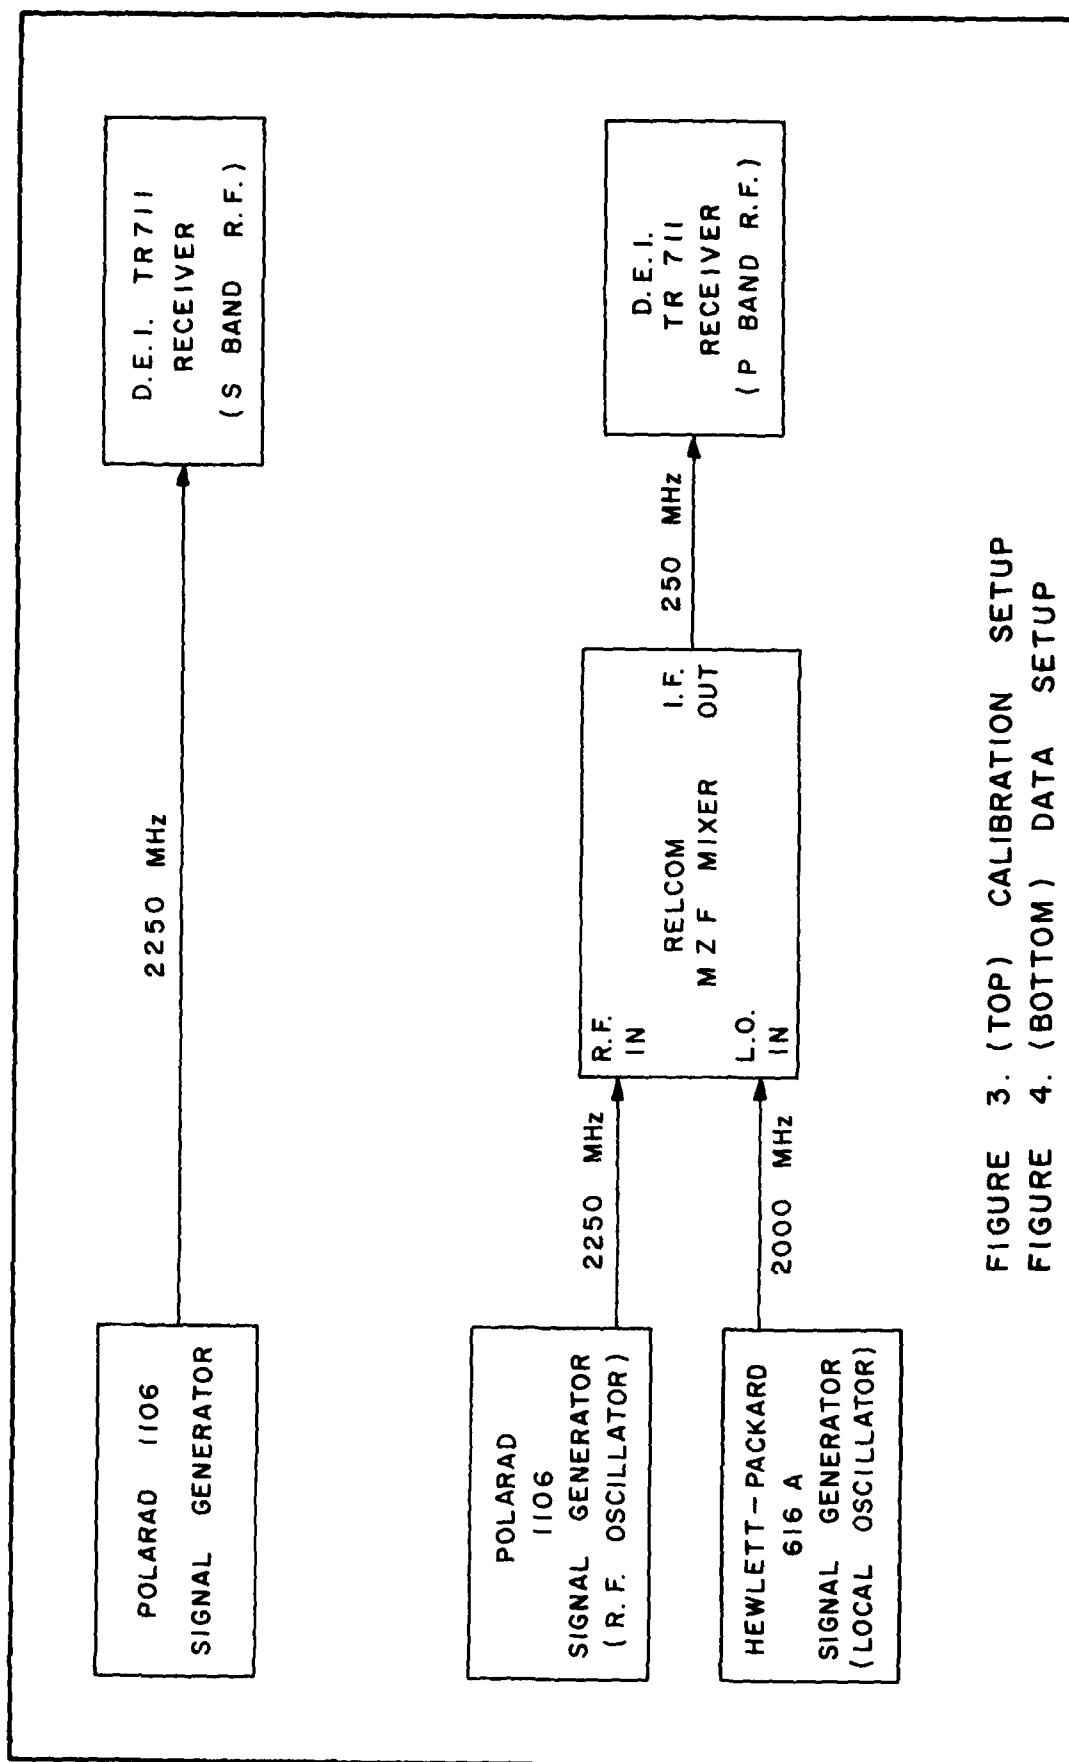 POLARAD 1106
SIGNAL GENERATOR
2250 MHz
D.E.I. TR711
RECEIVER
(S BAND R.F.)
POLARAD
1106
SIGNAL GENERATOR
(R.F. OSCILLATOR)
2250 MHz
HEWLETT-PACKARD
616 A
SIGNAL GENERATOR
(LOCAL OSCILLATOR)
2000 MHz
R.F.
IN
L.O.
IN
RELCOM
MZF MIXER
I.F.
OUT
250 MHz
D.E.I.
TR 711
RECEIVER
(P BAND R.F.)
FIGURE 3. (TOP) CALIBRATION SETUP
FIGURE 4. (BOTTOM) DATA SETUP